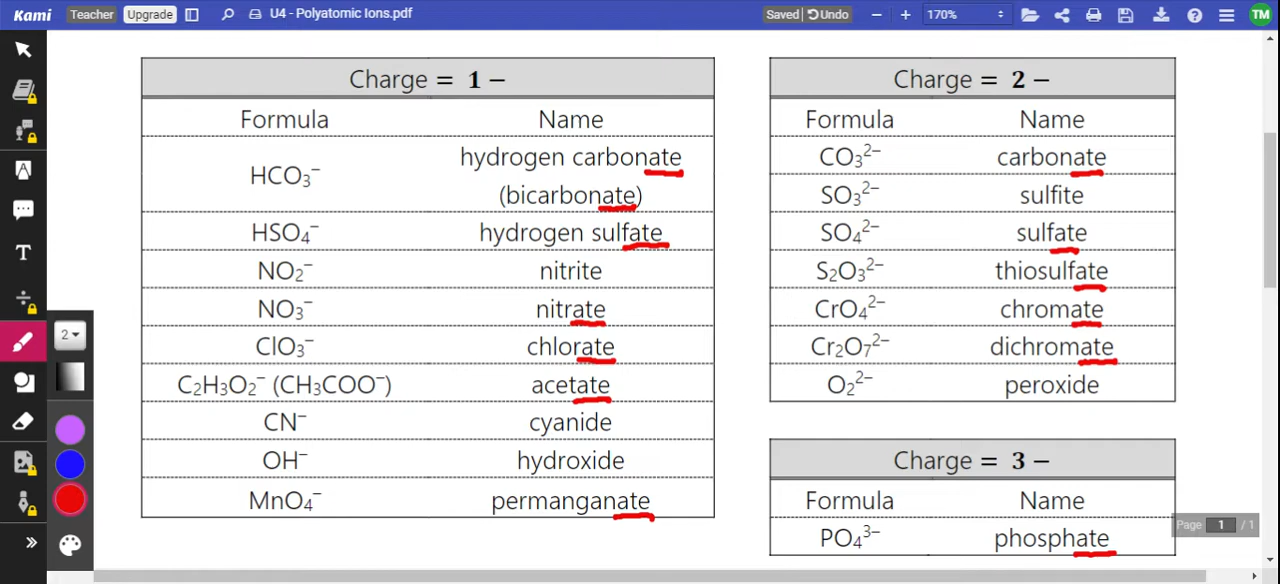 Kami Teacher Upgrade U4 - Polyatomic Ions.pdf Saved Undo − + 170% TM
Charge = 1 −
Formula Name
HCO₃⁻ hydrogen carbonate
(bicarbonate)
HSO₄⁻ hydrogen sulfate
NO₂⁻ nitrite
NO₃⁻ nitrate
ClO₃⁻ chlorate
C₂H₃O₂⁻ (CH₃COO⁻) acetate
CN⁻ cyanide
OH⁻ hydroxide
MnO₄⁻ permanganate
Charge = 2 −
Formula Name
CO₃²⁻ carbonate
SO₃²⁻ sulfite
SO₄²⁻ sulfate
S₂O₃²⁻ thiosulfate
CrO₄²⁻ chromate
Cr₂O₇²⁻ dichromate
O₂²⁻ peroxide
Charge = 3 −
Formula Name
PO₄³⁻ phosphate
2
Page 1 / 1